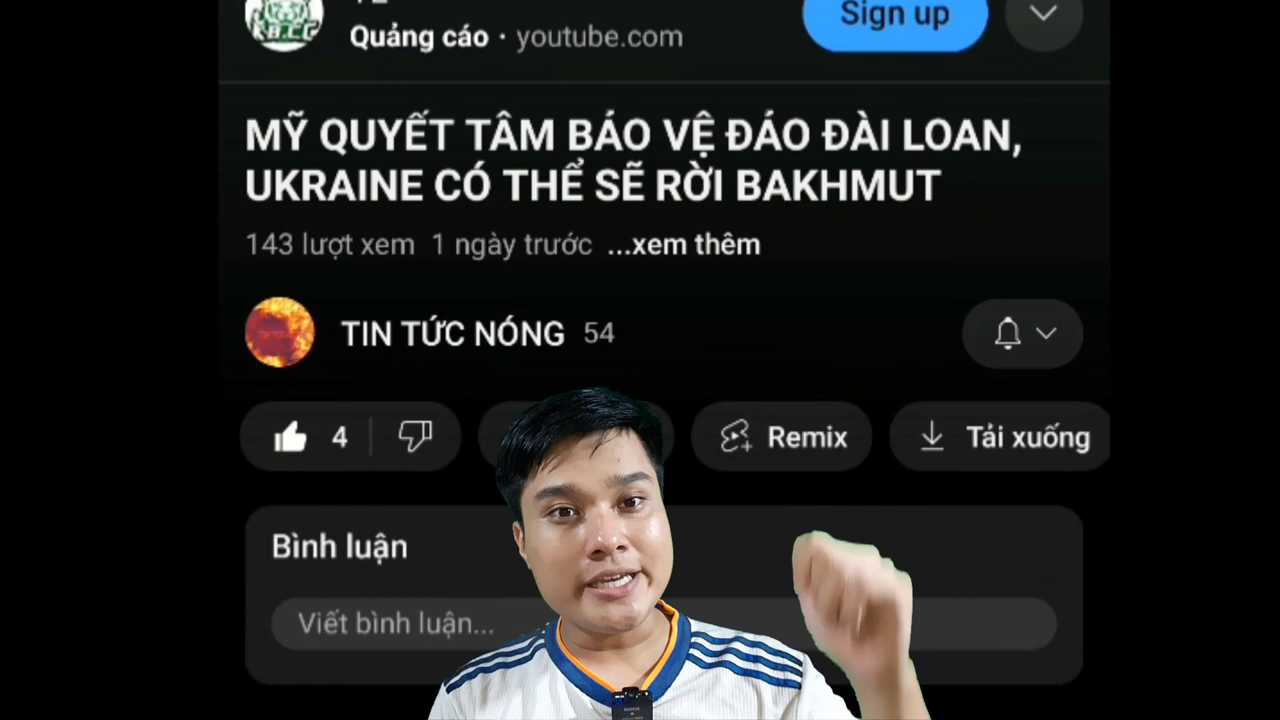 Sign up
Quảng cáo · youtube.com
MỸ QUYẾT TÂM BẢO VỆ ĐẢO ĐÀI LOAN,
UKRAINE CÓ THỂ SẼ RỜI BAKHMUT
143 lượt xem 1 ngày trước ...xem thêm
TIN TỨC NÓNG 54
4
Remix
Tải xuống
Bình luận
Viết bình luận...